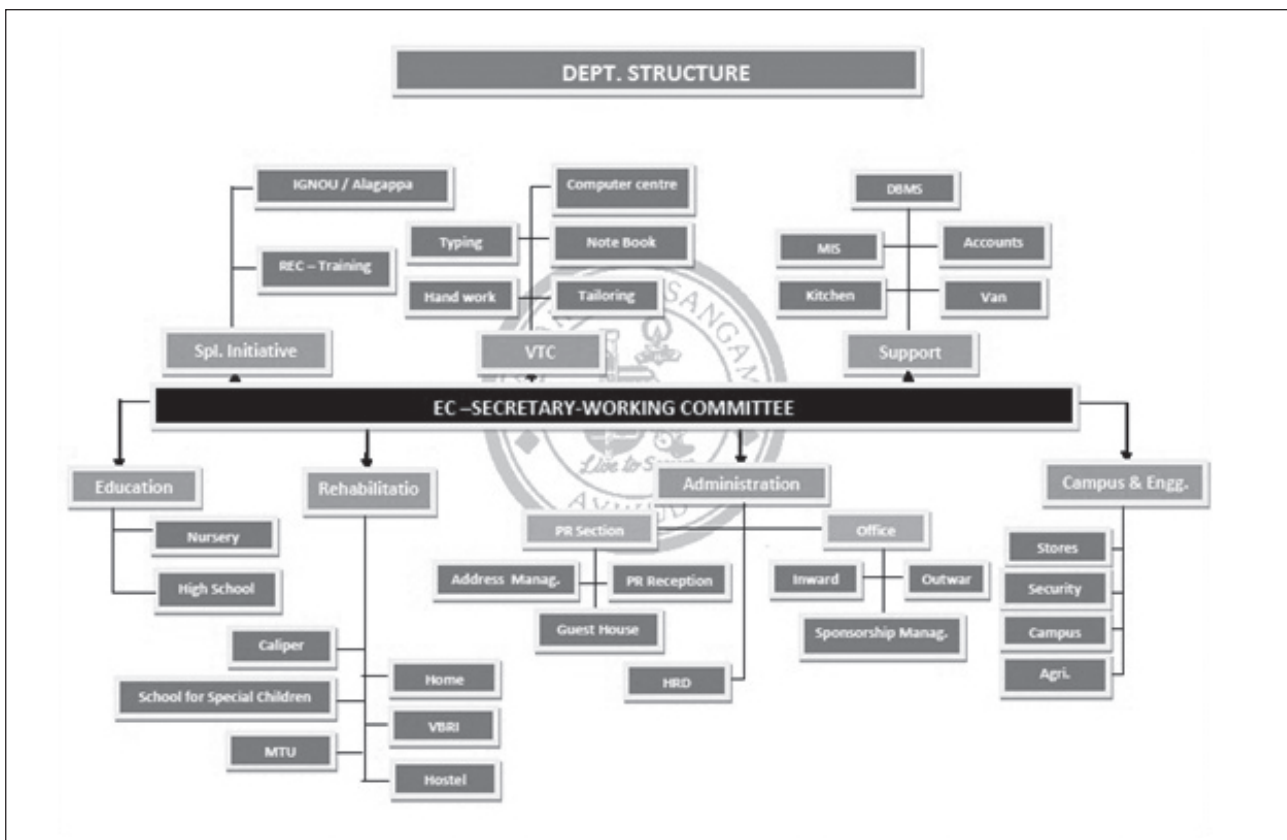 DEPT. STRUCTURE
IGNOU / Alagappa
REC – Training
Spl. Initiative
Computer centre
Typing
Note Book
Hand work
Tailoring
VTC
DBMS
MIS
Accounts
Kitchen
Van
Support
SANGAM
EC –SECRETARY-WORKING COMMITTEE
Live to
Education
Nursery
High School
Rehabilitatio
Caliper
Home
School for Special Children
VBRI
MTU
Hostel
Administration
PR Section
Office
Address Manag.
PR Reception
Guest House
Inward
Outwar
Sponsorship Manag.
HRD
Campus & Engg.
Stores
Security
Campus
Agri.